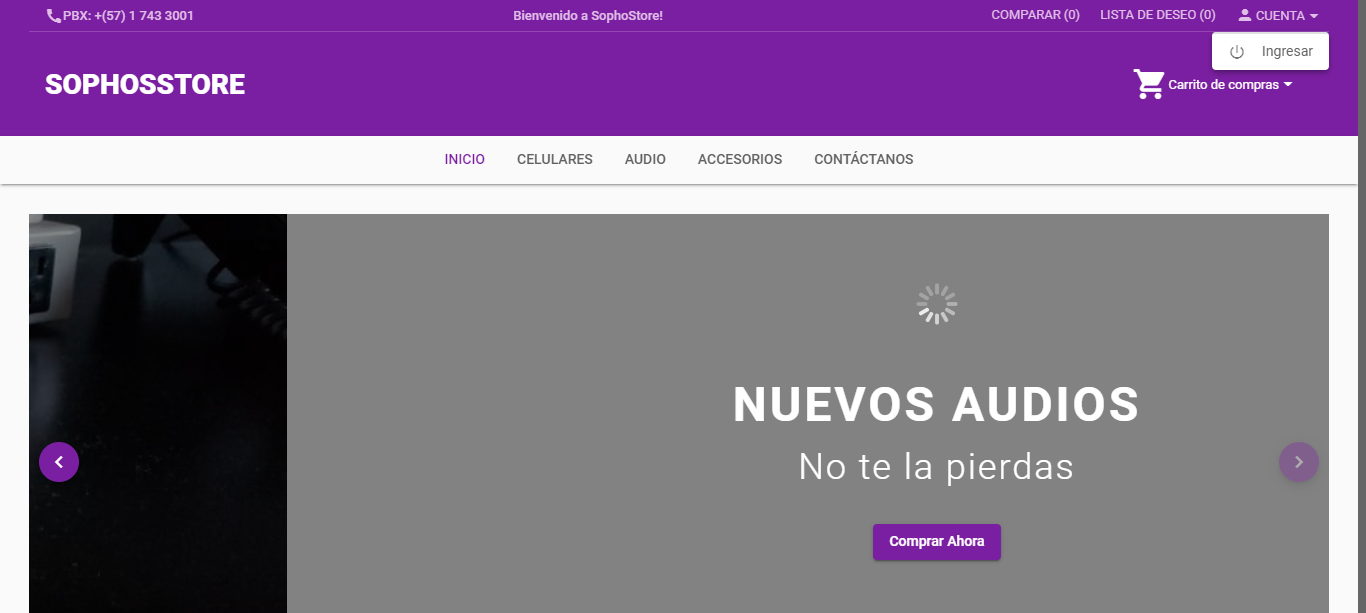 PBX: +(57) 1 743 3001
Bienvenido a SophoStore!
COMPARAR (0)
LISTA DE DESEO (0)
CUENTA
Ingresar
SOPHOSSTORE
Carrito de compras
INICIO
CELULARES
AUDIO
ACCESORIOS
CONTÁCTANOS
NUEVOS AUDIOS
No te la pierdas
Comprar Ahora